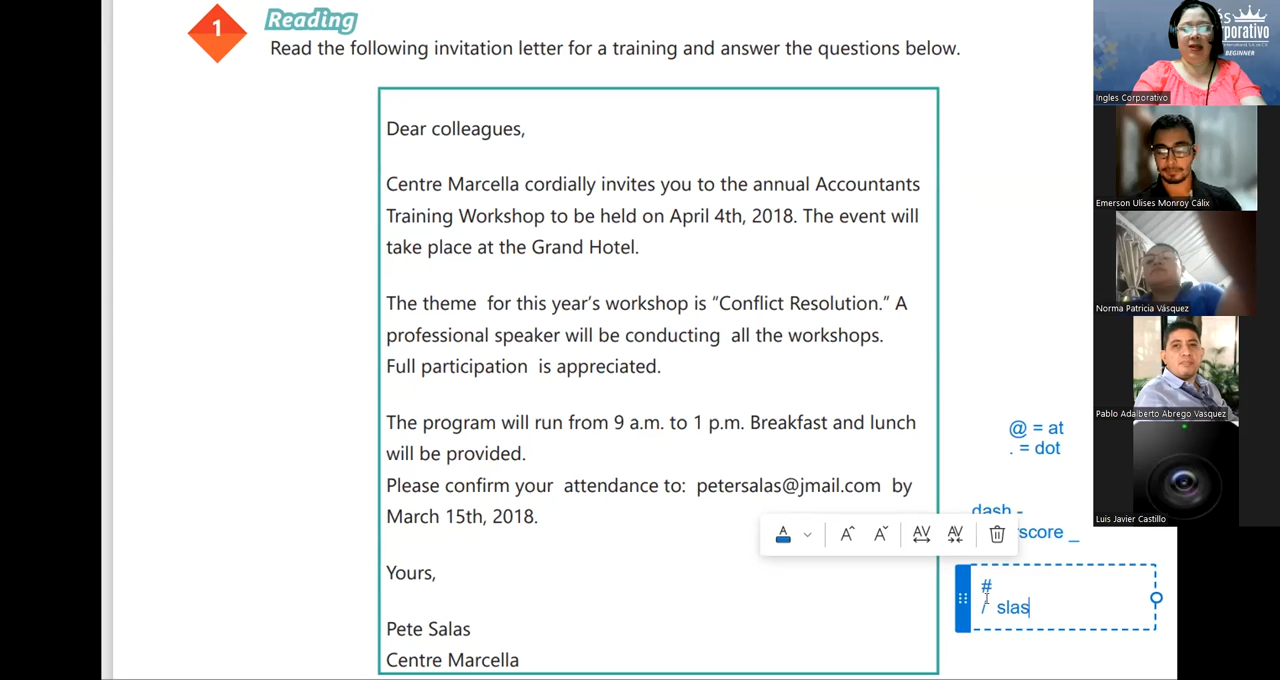 1
Reading
Read the following invitation letter for a training and answer the questions below.
Dear colleagues,
Centre Marcella cordially invites you to the annual Accountants
Training Workshop to be held on April 4th, 2018. The event will
take place at the Grand Hotel.
The theme for this year's workshop is “Conflict Resolution.” A
professional speaker will be conducting all the workshops.
Full participation is appreciated.
The program will run from 9 a.m. to 1 p.m. Breakfast and lunch
will be provided.
Please confirm your attendance to: petersalas@jmail.com by
March 15th, 2018.
Yours,
Pete Salas
Centre Marcella
@ = at
. = dot
dash -
score _
#
/ slas
A
A
A
AV
AV
BEGINNER
Ingles Corporativo
Emerson Ulises Monroy Cálix
Norma Patricia Vásquez
Pablo Adalberto Abrego Vasquez
Luis Javier Castillo